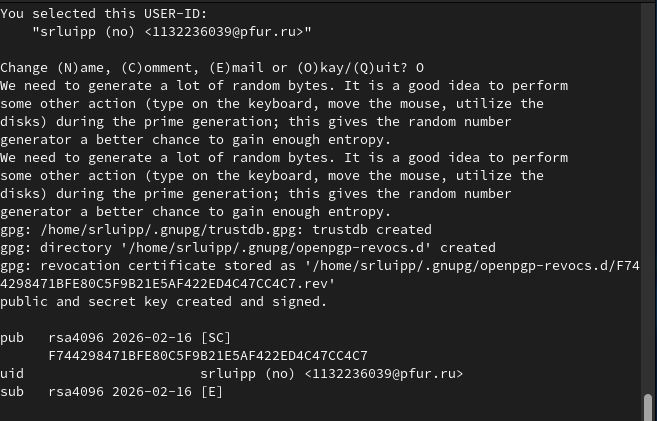 You selected this USER-ID:
    "srluipp (no) <1132236039@pfur.ru>"

Change (N)ame, (C)omment, (E)mail or (O)kay/(Q)uit? O
We need to generate a lot of random bytes. It is a good idea to perform
some other action (type on the keyboard, move the mouse, utilize the
disks) during the prime generation; this gives the random number
generator a better chance to gain enough entropy.
We need to generate a lot of random bytes. It is a good idea to perform
some other action (type on the keyboard, move the mouse, utilize the
disks) during the prime generation; this gives the random number
generator a better chance to gain enough entropy.
gpg: /home/srluipp/.gnupg/trustdb.gpg: trustdb created
gpg: directory '/home/srluipp/.gnupg/openpgp-revocs.d' created
gpg: revocation certificate stored as '/home/srluipp/.gnupg/openpgp-revocs.d/F74
4298471BFE80C5F9B21E5AF422ED4C47CC4C7.rev'
public and secret key created and signed.

pub   rsa4096 2026-02-16 [SC]
      F744298471BFE80C5F9B21E5AF422ED4C47CC4C7
uid                      srluipp (no) <1132236039@pfur.ru>
sub   rsa4096 2026-02-16 [E]